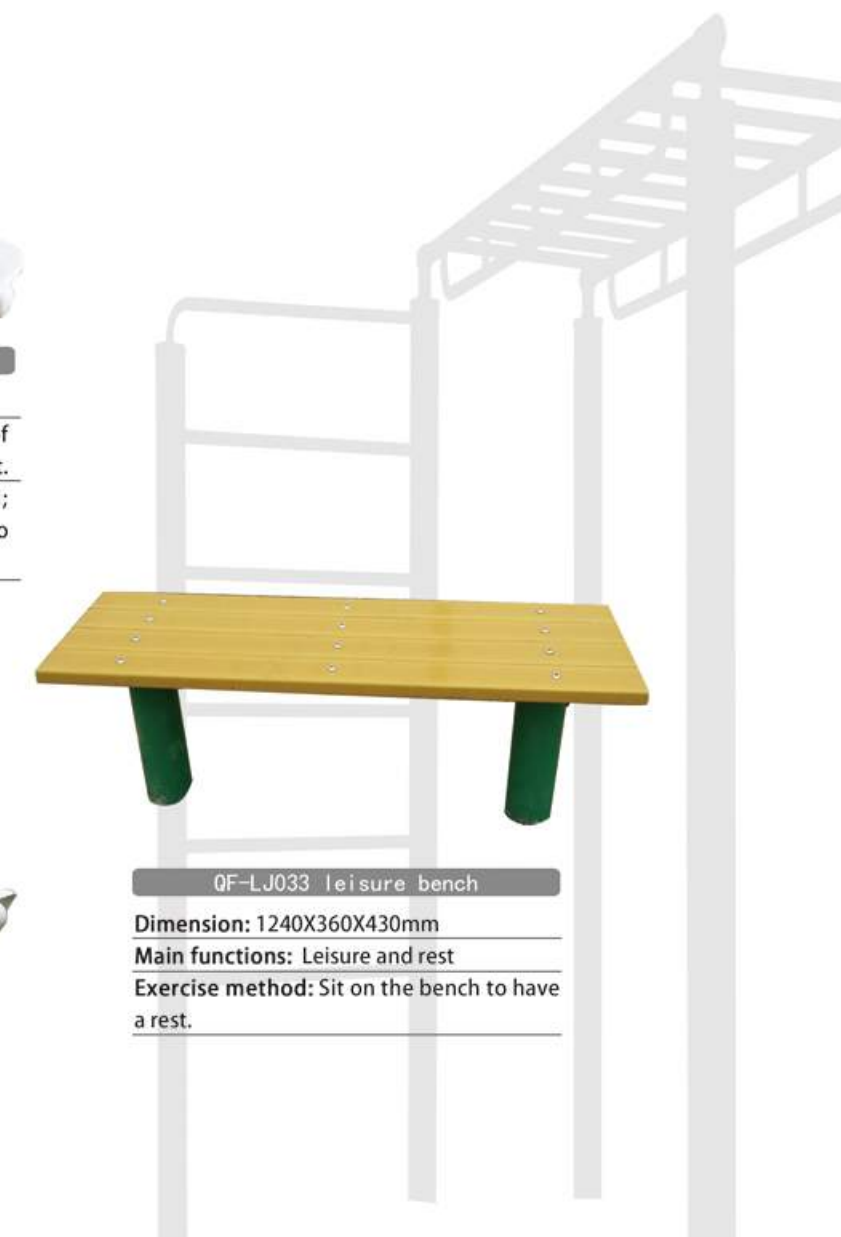 f
t.
;
o
QF-LJ033 leisure bench
Dimension: 1240X360X430mm
Main functions: Leisure and rest
Exercise method: Sit on the bench to have
a rest.